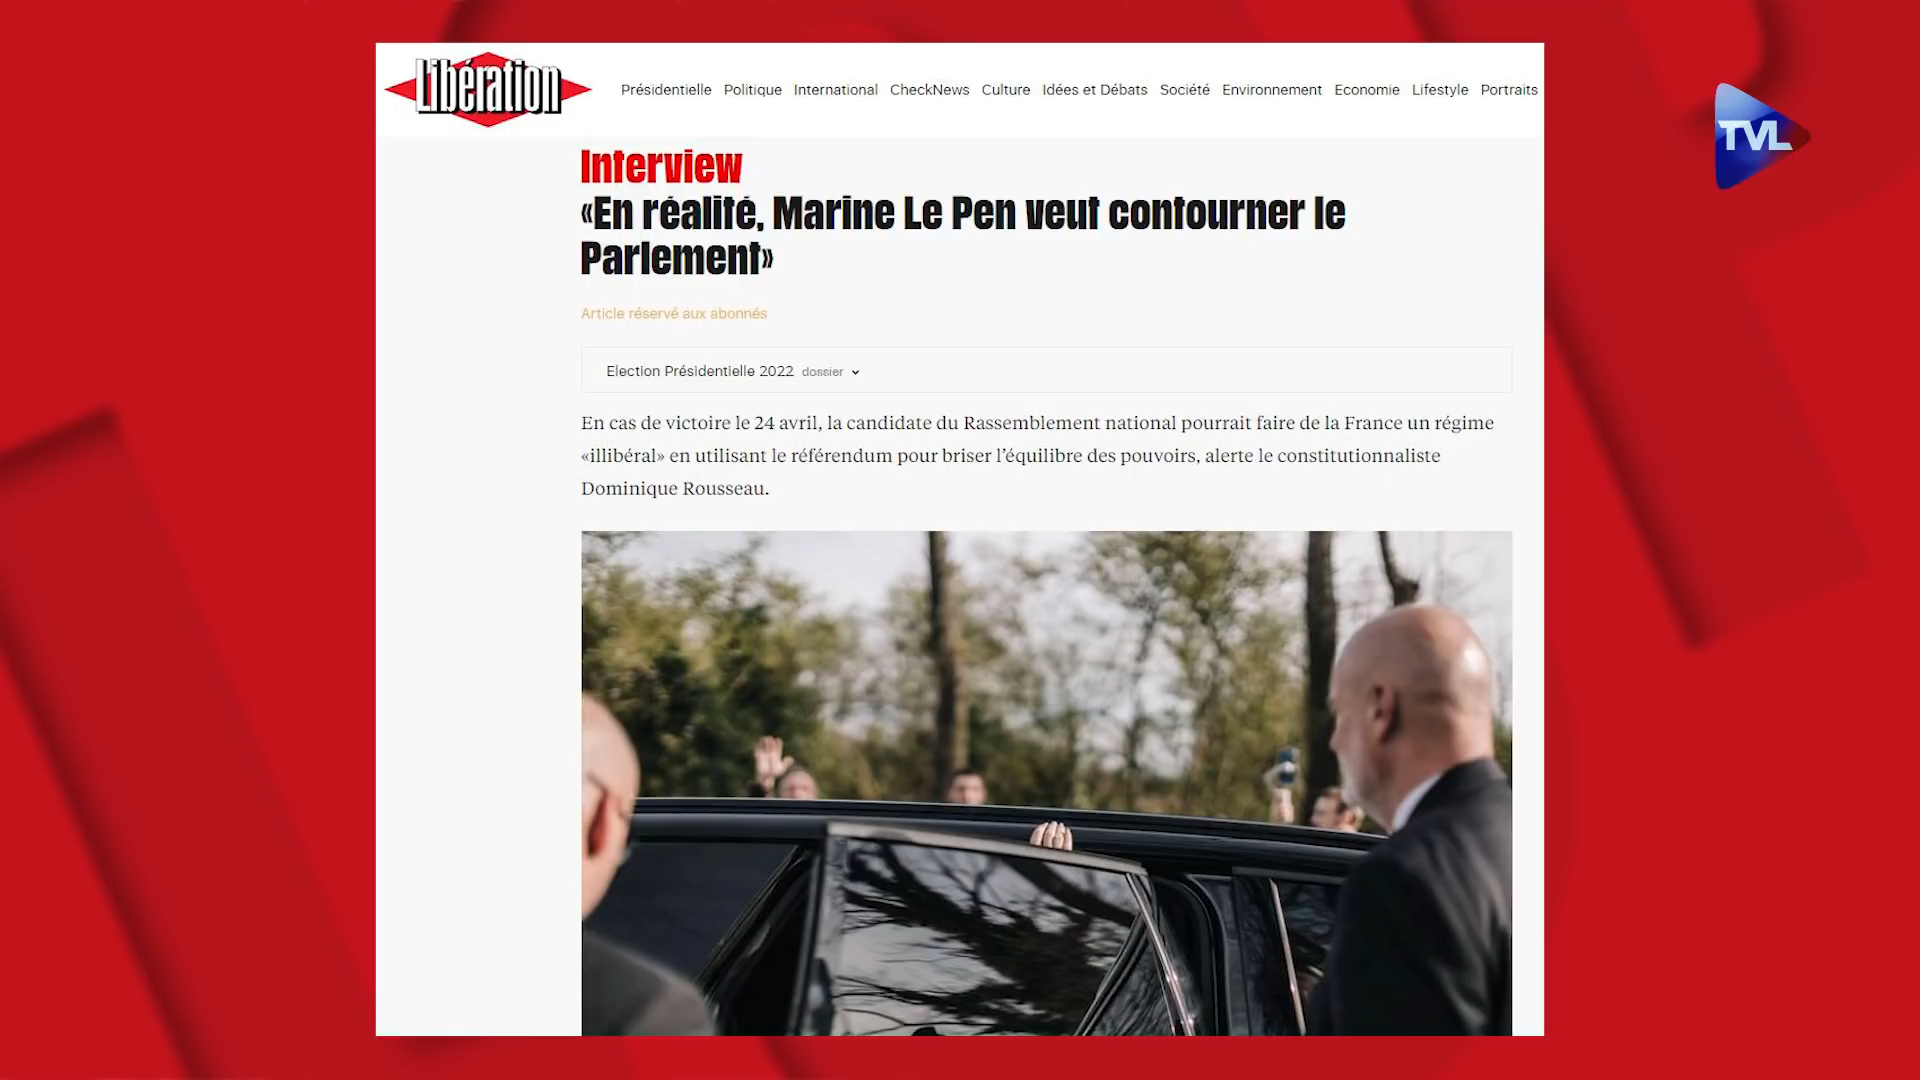 Libération
Présidentielle Politique International CheckNews Culture Idées et Débats Société Environnement Economie Lifestyle Portraits
TVL
Interview
«En réalité, Marine Le Pen veut contourner le
Parlement»
Article réservé aux abonnés
Election Présidentielle 2022 dossier
En cas de victoire le 24 avril, la candidate du Rassemblement national pourrait faire de la France un régime
«illibéral» en utilisant le référendum pour briser l'équilibre des pouvoirs, alerte le constitutionnaliste
Dominique Rousseau.